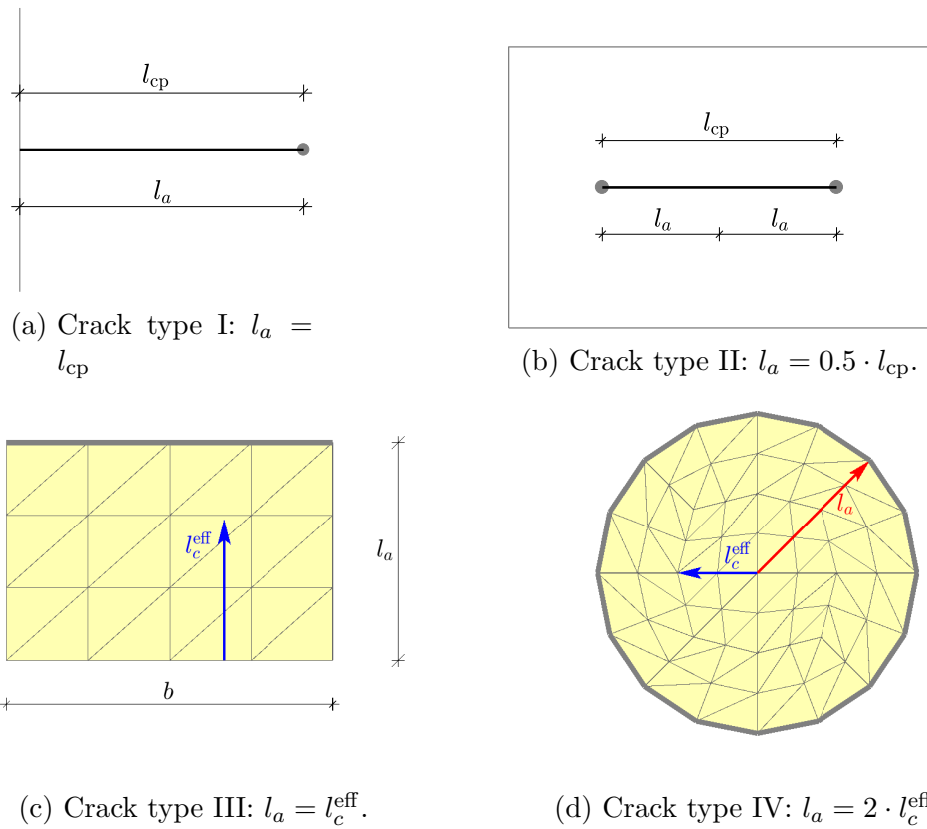 l_cp
l_a
(a) Crack type I: l_a =
l_cp
l_cp
l_a l_a
(b) Crack type II: l_a = 0.5 · l_cp.
l_c^eff
l_a
b
(c) Crack type III: l_a = l_c^eff.
l_a
l_c^eff
(d) Crack type IV: l_a = 2 · l_c^eff